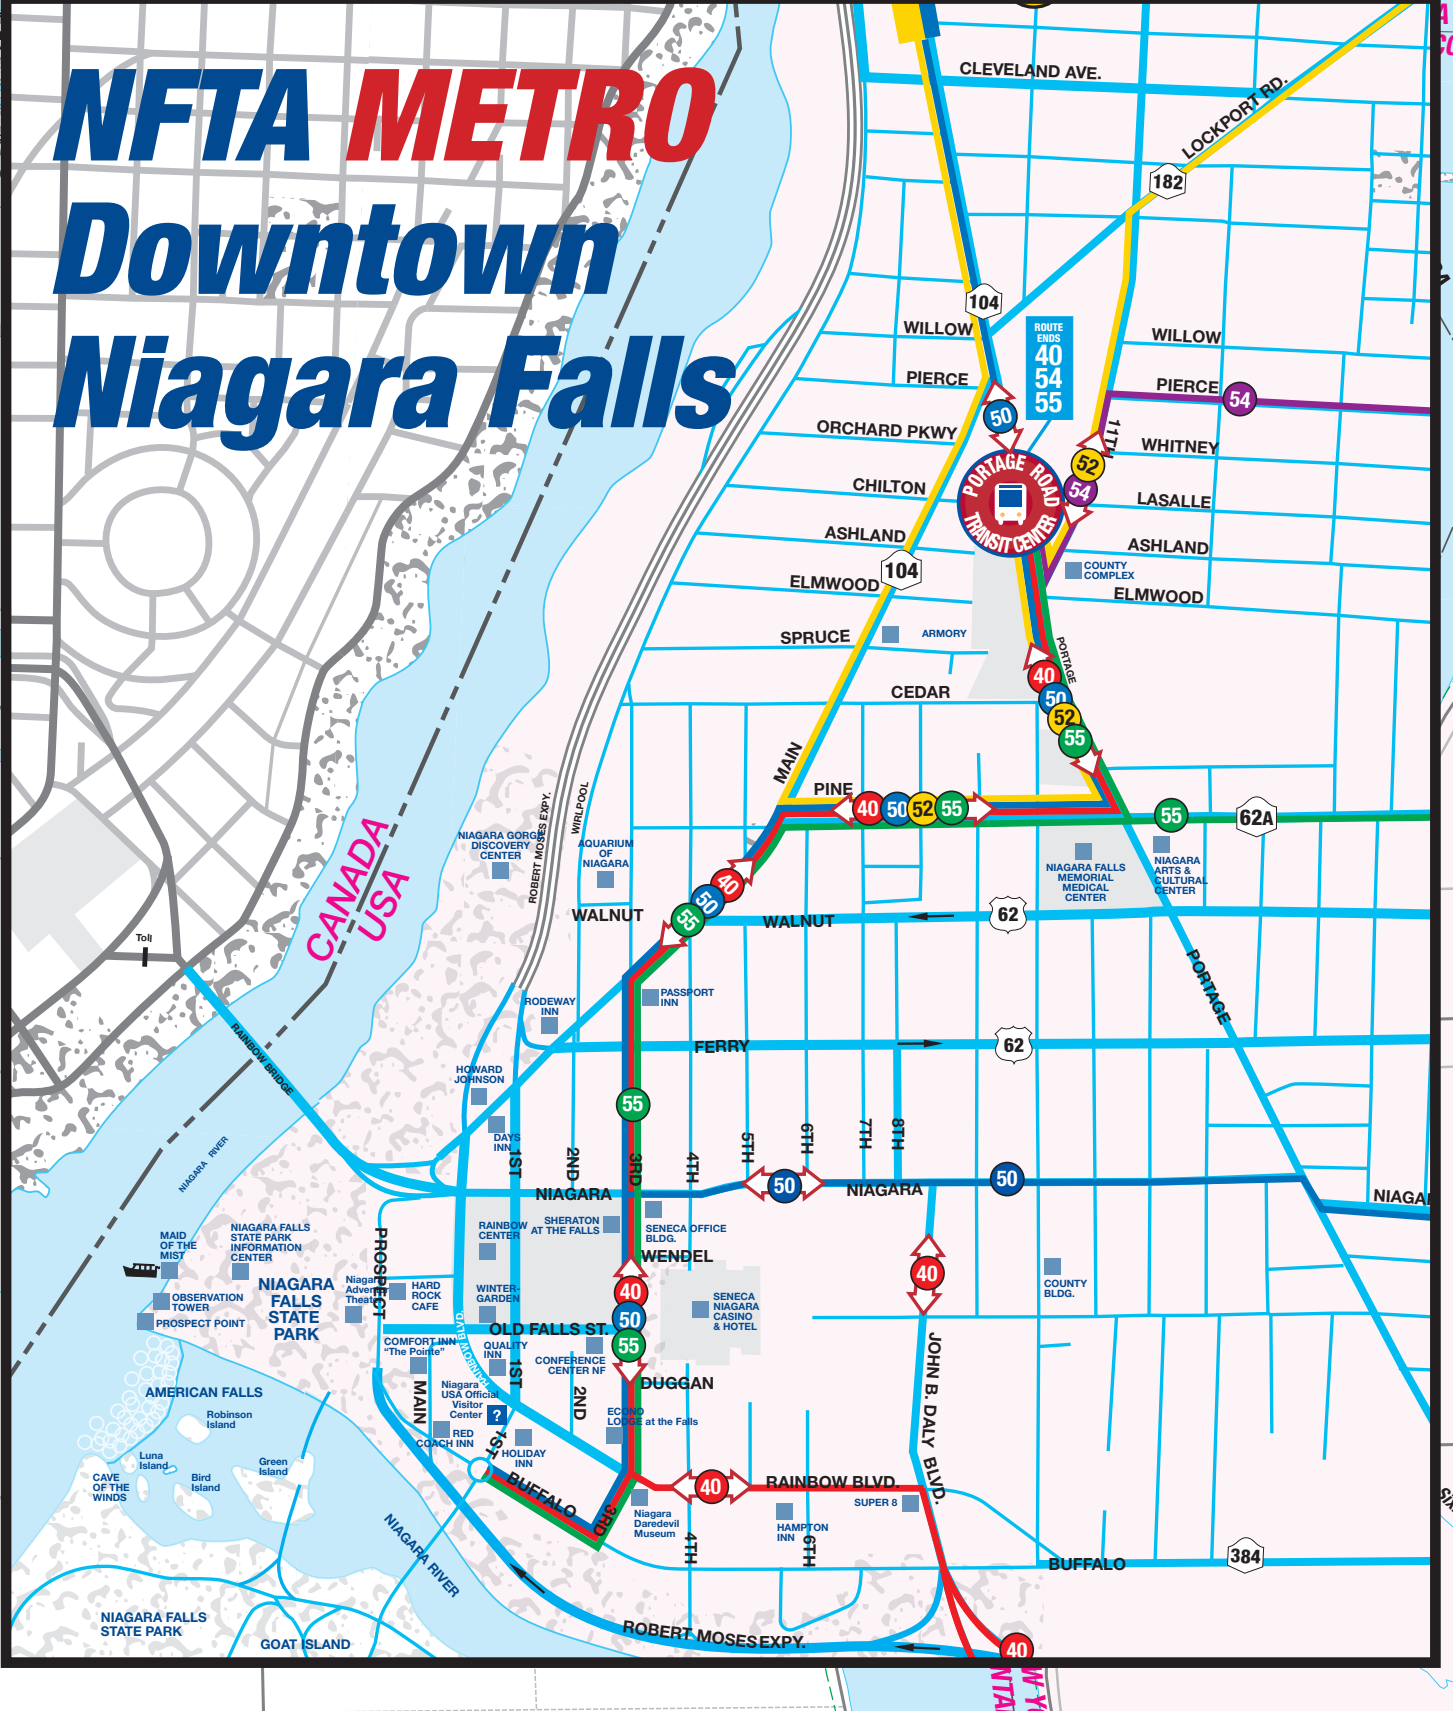 NFTA METRO
Downtown
Niagara Falls
CLEVELAND AVE.
LOCKPORT RD.
182
104
WILLOW
ROUTE
ENDS
40
54
55
WILLOW
PIERCE
PIERCE
54
50
ORCHARD PKWY
11TH
WHITNEY
52
54
PORTAGE ROAD
TRANSIT CENTER
CHILTON
LASALLE
ASHLAND
ASHLAND
104
COUNTY
COMPLEX
ELMWOOD
ELMWOOD
SPRUCE
ARMORY
PORTAGE
40
50
52
55
CEDAR
MAIN
PINE
40
50
52
55
55
62A
ROBERT MOSES EXPY.
WIRLPOOL
NIAGARA GORGE
DISCOVERY
CENTER
AQUARIUM
OF
NIAGARA
NIAGARA FALLS
MEMORIAL
MEDICAL
CENTER
NIAGARA
ARTS &
CULTURAL
CENTER
CANADA
USA
40
50
55
WALNUT
WALNUT
62
Toll
PORTAGE
RODEWAY
INN
PASSPORT
INN
RAINBOW BRIDGE
FERRY
62
HOWARD
JOHNSON
55
DAYS
INN
NIAGARA RIVER
1ST
2ND
3RD
4TH
5TH
6TH
7TH
8TH
NIAGARA
50
NIAGARA
50
NIAGA
MAID
OF THE
MIST
NIAGARA FALLS
STATE PARK
INFORMATION
CENTER
PROSPECT
RAINBOW
CENTER
SHERATON
AT THE FALLS
SENECA OFFICE
BLDG.
WENDEL
NIAGARA
FALLS
STATE
PARK
OBSERVATION
TOWER
PROSPECT POINT
Niagara
Adventure
Theater
HARD
ROCK
CAFE
WINTER-
GARDEN
40
50
55
SENECA
NIAGARA
CASINO
& HOTEL
40
COUNTY
BLDG.
OLD FALLS ST.
RAINBOW BLVD.
COMFORT INN
"The Pointe"
QUALITY
INN
CONFERENCE
CENTER NF
1ST
2ND
DUGGAN
JOHN B. DALY BLVD.
AMERICAN FALLS
MAIN
Niagara
USA Official
Visitor
Center
?
ECONO
LODGE at the Falls
Robinson
Island
RED
COACH INN
1ST
HOLIDAY
INN
Luna
Island
Green
Island
Bird
Island
CAVE
OF THE
WINDS
BUFFALO
3RD
40
RAINBOW BLVD.
SUPER 8
Niagara
Daredevil
Museum
HAMPTON
INN
4TH
6TH
NIAGARA RIVER
BUFFALO
384
NIAGARA FALLS
STATE PARK
GOAT ISLAND
ROBERT MOSES EXPY.
40